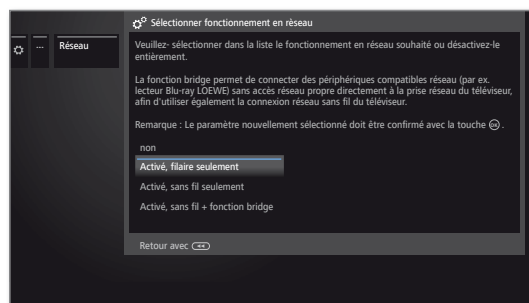 Sélectionner fonctionnement en rèseau
... Réseau
Veuillez- sélectionner dans la liste le fonctionnement en réseau souhaité ou désactivez-le
entièrement.
La fonction bridge permet de connecter des périphériques compatibles réseau (par ex.
lecteur Blu-ray LOEWE) sans accès réseau propre directement à la prise réseau du téléviseur,
afin d'utiliser également la connexion réseau sans fil du téléviseur.
Remarque : Le paramètre nouvellement sélectionné doit être confirmé avec la touche OK .
non
Activé, filaire seulement
Activé, sans fil seulement
Activé, sans fil + fonction bridge
Retour avec